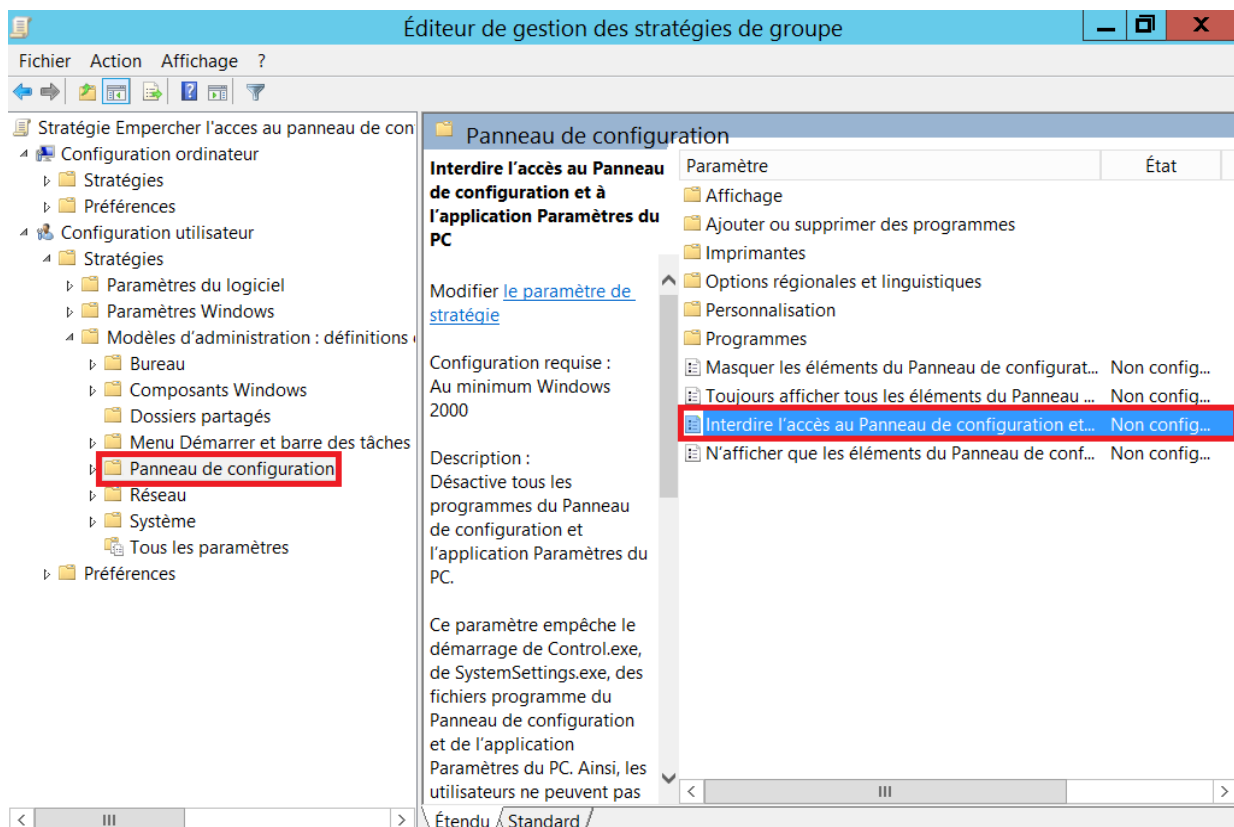 Éditeur de gestion des stratégies de groupe
Fichier Action Affichage ?
Stratégie Empercher l'acces au panneau de con
Configuration ordinateur
Stratégies
Préférences
Configuration utilisateur
Stratégies
Paramètres du logiciel
Paramètres Windows
Modèles d'administration : définitions
Bureau
Composants Windows
Dossiers partagés
Menu Démarrer et barre des tâches
Panneau de configuration
Réseau
Système
Tous les paramètres
Préférences
Panneau de configuration
Interdire l'accès au Panneau
de configuration et à
l'application Paramètres du
PC
Modifier le paramètre de
stratégie
Configuration requise :
Au minimum Windows
2000
Description :
Désactive tous les
programmes du Panneau
de configuration et
l'application Paramètres du
PC.
Ce paramètre empêche le
démarrage de Control.exe,
de SystemSettings.exe, des
fichiers programme du
Panneau de configuration
et de l'application
Paramètres du PC. Ainsi, les
utilisateurs ne peuvent pas
Paramètre État
Affichage
Ajouter ou supprimer des programmes
Imprimantes
Options régionales et linguistiques
Personnalisation
Programmes
Masquer les éléments du Panneau de configurat... Non config...
Toujours afficher tous les éléments du Panneau ... Non config...
Interdire l'accès au Panneau de configuration et... Non config...
N'afficher que les éléments du Panneau de conf... Non config...
Étendu Standard